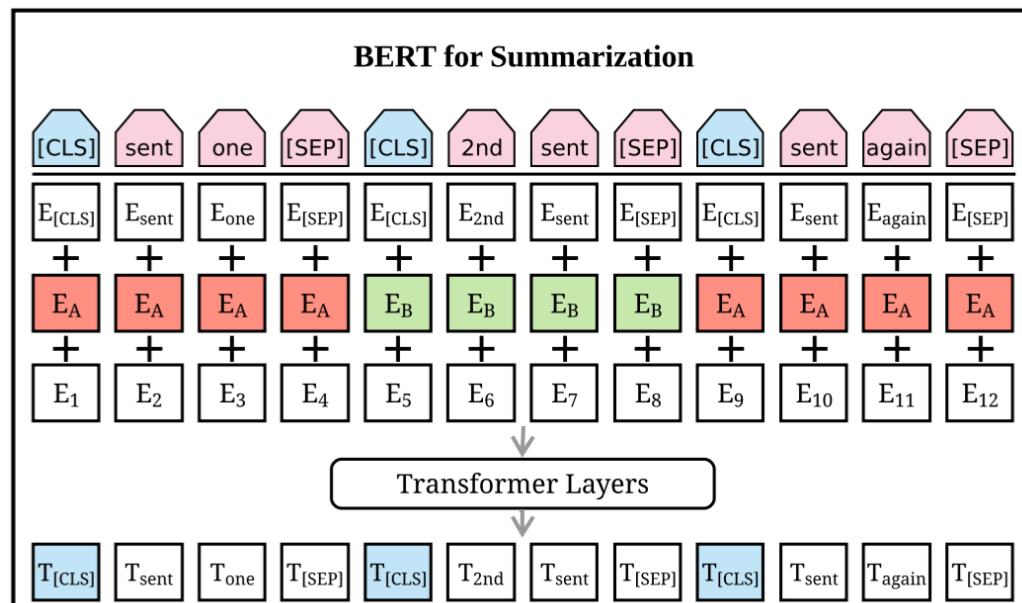 BERT for Summarization
[CLS] sent one [SEP] [CLS] 2nd sent [SEP] [CLS] sent again [SEP]
E[CLS] Esent Eone E[SEP] E[CLS] E2nd Esent E[SEP] E[CLS] Esent Eagain E[SEP]
+ + + + + + + + + + + +
EA EA EA EA EB EB EB EB EA EA EA EA
+ + + + + + + + + + + +
E1 E2 E3 E4 E5 E6 E7 E8 E9 E10 E11 E12
Transformer Layers
T[CLS] Tsent Tone T[SEP] T[CLS] T2nd Tsent T[SEP] T[CLS] Tsent Tagain T[SEP]